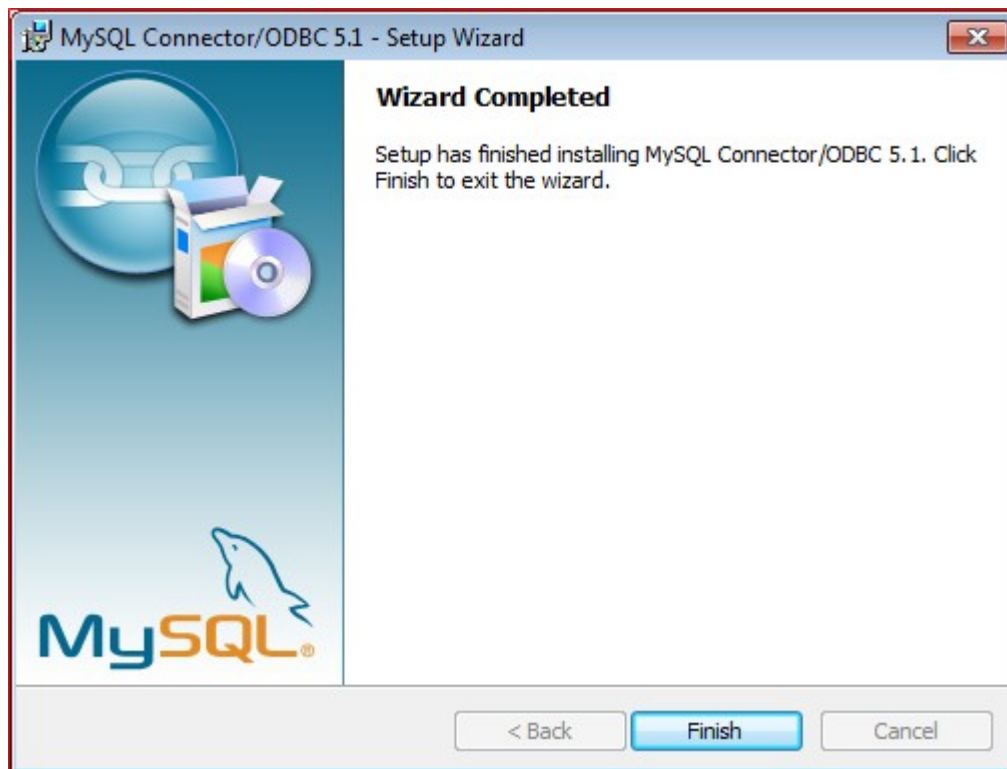 MySQL Connector/ODBC 5.1 - Setup Wizard
Wizard Completed
Setup has finished installing MySQL Connector/ODBC 5.1. Click
Finish to exit the wizard.
MySQL®
< Back
Finish
Cancel